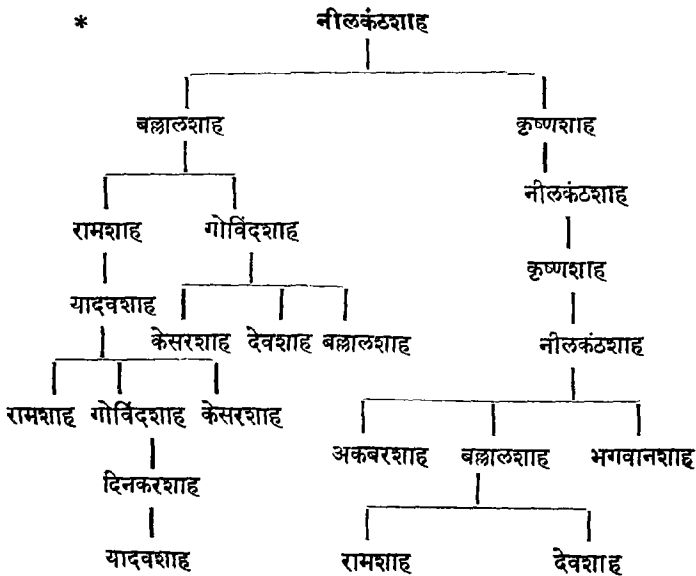 * नीलकंठशाह
बल्लालशाह कृष्णशाह
नीलकंठशाह
रामशाह गोविंदशाह
कृष्णशाह
यादवशाह
केसरशाह देवशाह बल्लालशाह नीलकंठशाह
रामशाह गोविंदशाह केसरशाह
अकबरशाह बल्लालशाह भगवानशाह
दिनकरशाह
यादवशाह रामशाह देवशाह